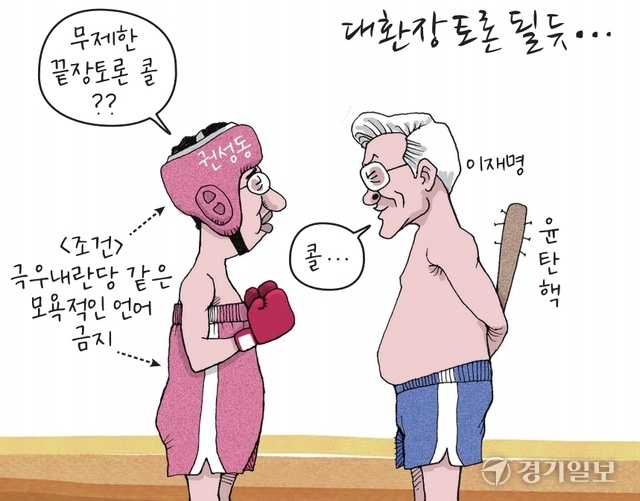 대환장 토론 될듯...
무제한
끝장토론 콜
??
권성동
이재명
콜...
윤탄핵
<조건>
극우내란당 같은
모욕적인 언어
금지
경기일보